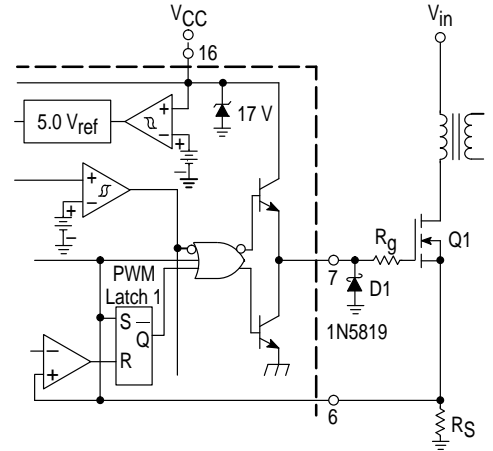 VCC
Vin
16
5.0 Vref
+
−
17 V
+
−
+
−
+
−
Rg
Q1
7
D1
1N5819
PWM
Latch 1
S
Q
R
−
+
6
RS